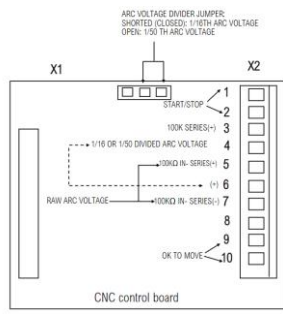 ARC VOLTAGE DIVIDER JUMPER:
SHORTED (CLOSED): 1/16TH ARC VOLTAGE
OPEN: 1/50 TH ARC VOLTAGE
X1
X2
START/STOP
1
2
100K SERIES(+)
3
1/16 OR 1/50 DIVIDED ARC VOLTAGE
4
100KΩ IN- SERIES(+)
5
(+)
6
RAW ARC VOLTAGE
100KΩ IN- SERIES(-)
7
8
9
OK TO MOVE
10
CNC control board